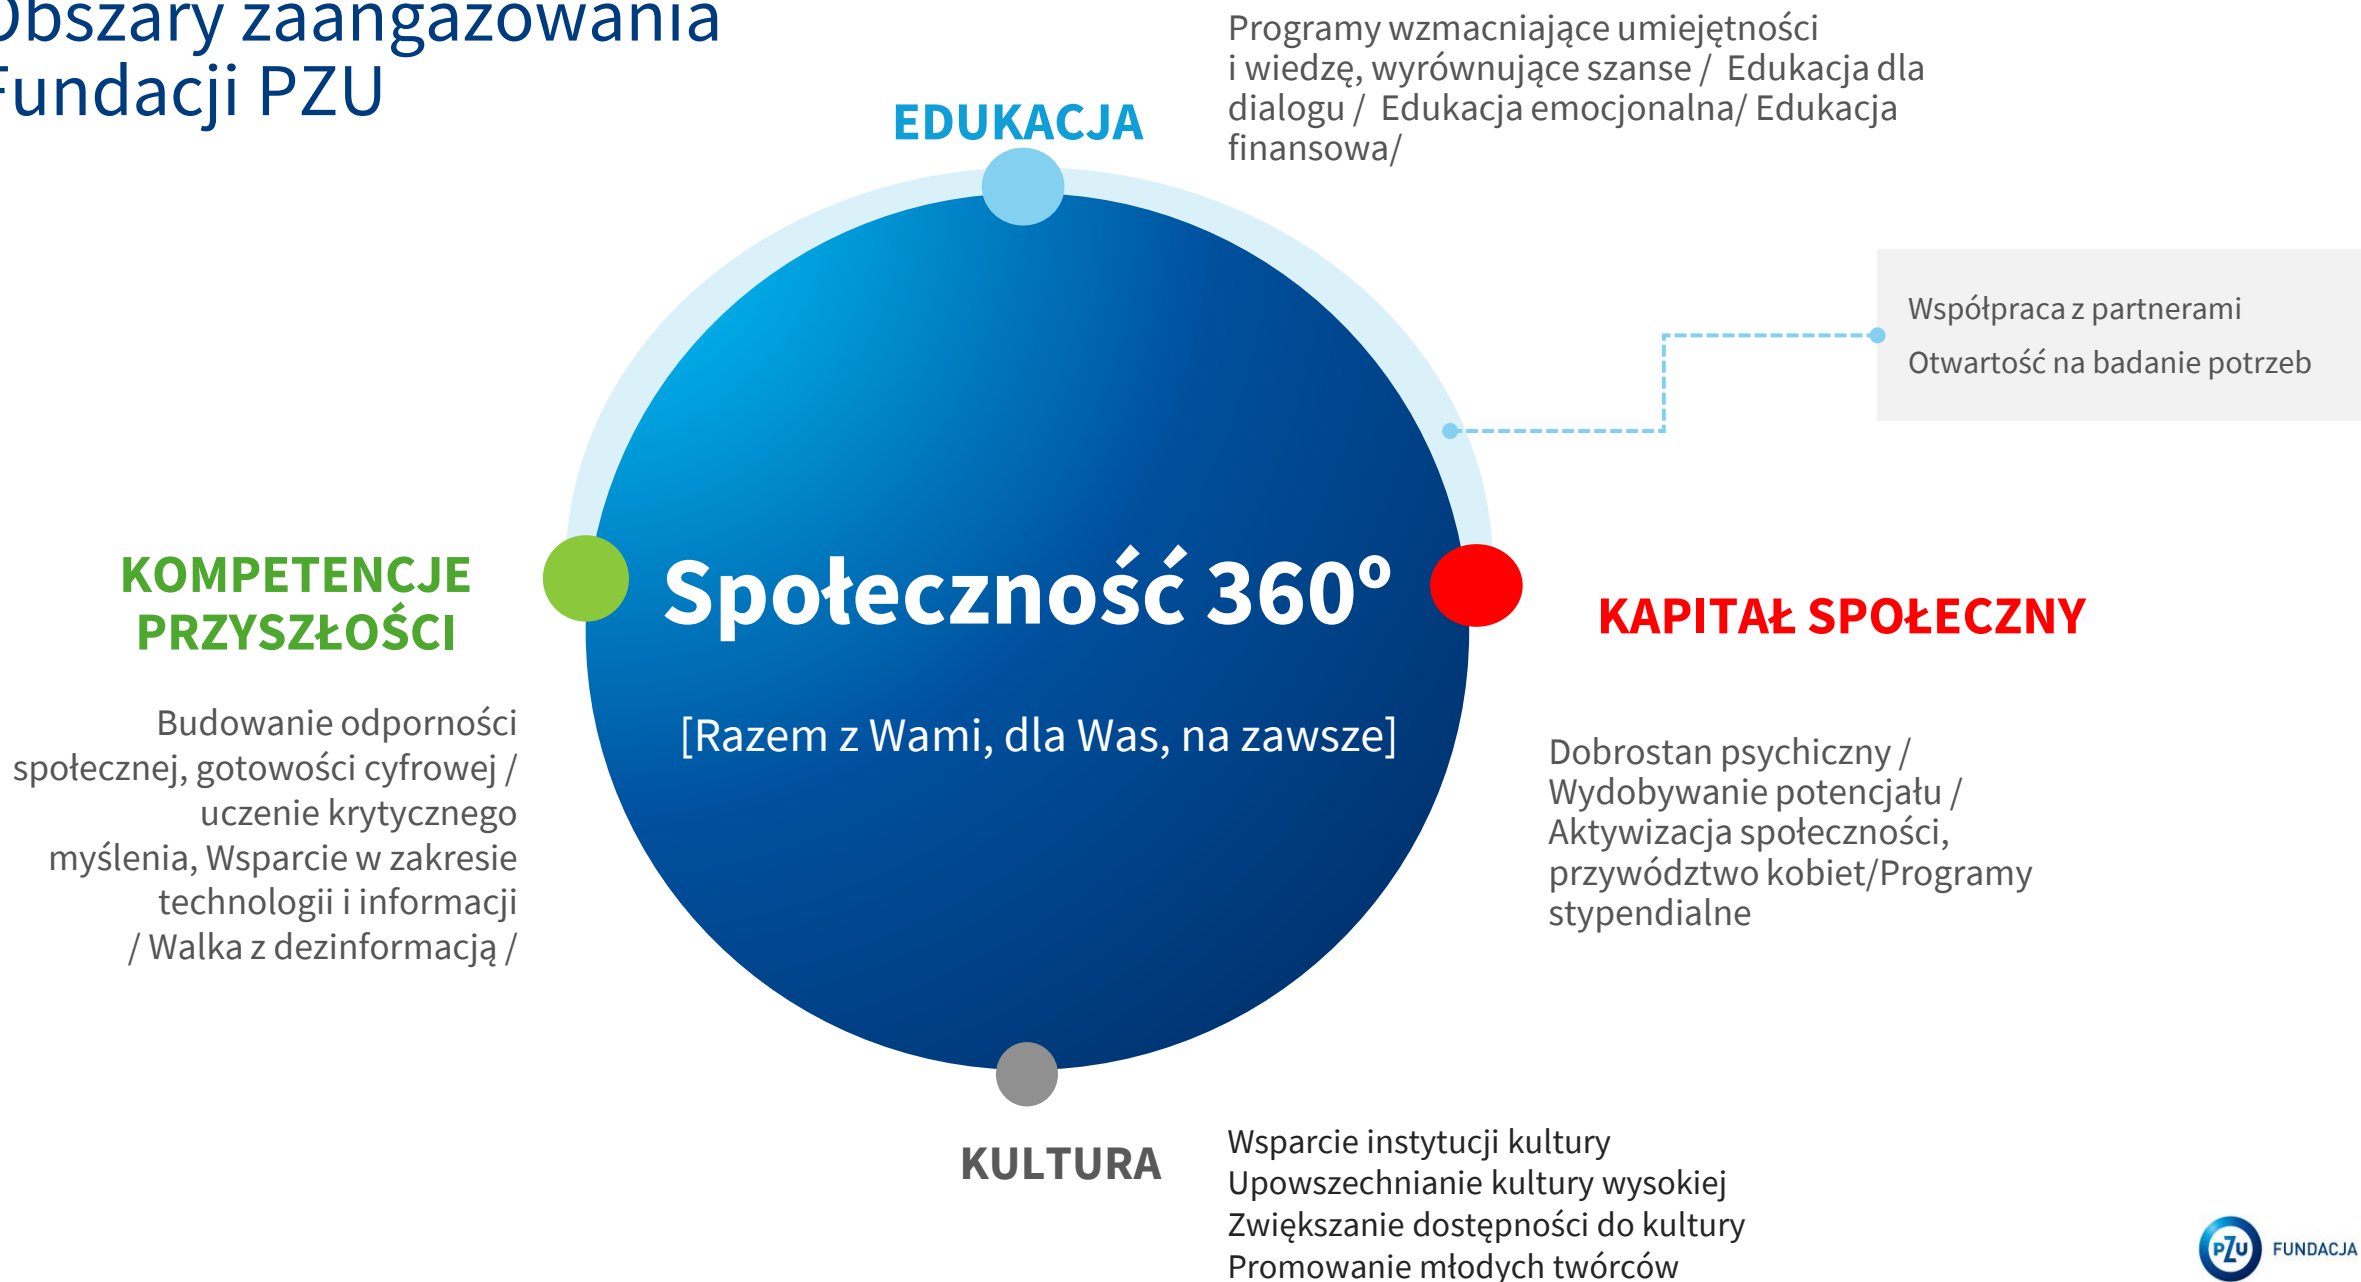 Obszary zaangażowania
Fundacji PZU
EDUKACJA
Programy wzmacniające umiejętności
i wiedzę, wyrównujące szanse / Edukacja dla
dialogu / Edukacja emocjonalna/ Edukacja
finansowa/
Współpraca z partnerami
Otwartość na badanie potrzeb
KOMPETENCJE
PRZYSZŁOŚCI
Budowanie odporności
społecznej, gotowości cyfrowej /
uczenie krytycznego
myślenia, Wsparcie w zakresie
technologii i informacji
/ Walka z dezinformacją /
Społeczność 360º
[Razem z Wami, dla Was, na zawsze]
KAPITAŁ SPOŁECZNY
Dobrostan psychiczny /
Wydobywanie potencjału /
Aktywizacja społeczności,
przywództwo kobiet/Programy
stypendialne
KULTURA
Wsparcie instytucji kultury
Upowszechnianie kultury wysokiej
Zwiększanie dostępności do kultury
Promowanie młodych twórców
PZU FUNDACJA